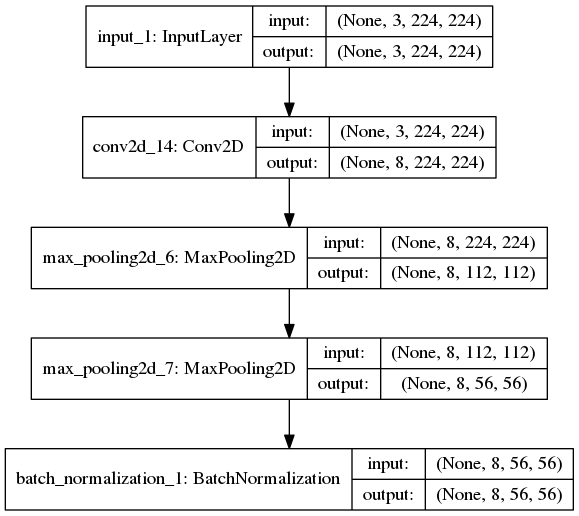 input_1: InputLayer
input:
(None, 3, 224, 224)
output:
(None, 3, 224, 224)
conv2d_14: Conv2D
input:
(None, 3, 224, 224)
output:
(None, 8, 224, 224)
max_pooling2d_6: MaxPooling2D
input:
(None, 8, 224, 224)
output:
(None, 8, 112, 112)
max_pooling2d_7: MaxPooling2D
input:
(None, 8, 112, 112)
output:
(None, 8, 56, 56)
batch_normalization_1: BatchNormalization
input:
(None, 8, 56, 56)
output:
(None, 8, 56, 56)